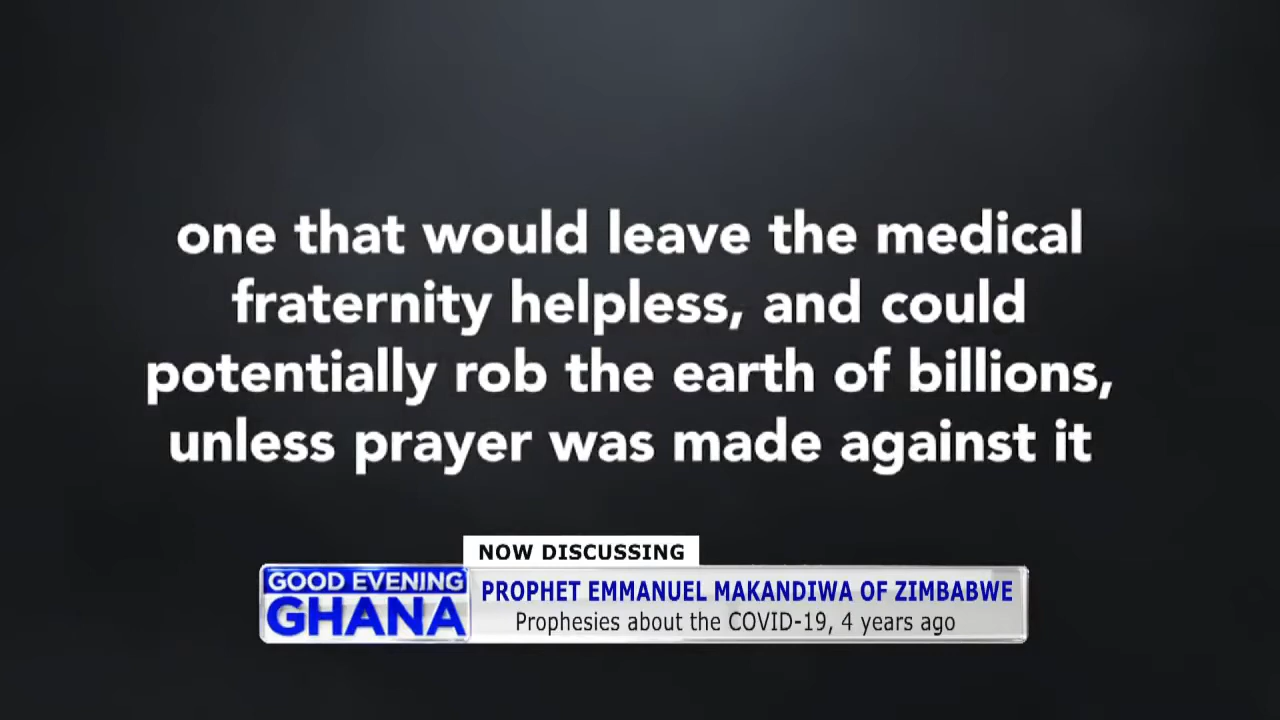 one that would leave the medical
fraternity helpless, and could
potentially rob the earth of billions,
unless prayer was made against it
NOW DISCUSSING
GOOD EVENING
GHANA
PROPHET EMMANUEL MAKANDIWA OF ZIMBABWE
Prophesies about the COVID-19, 4 years ago